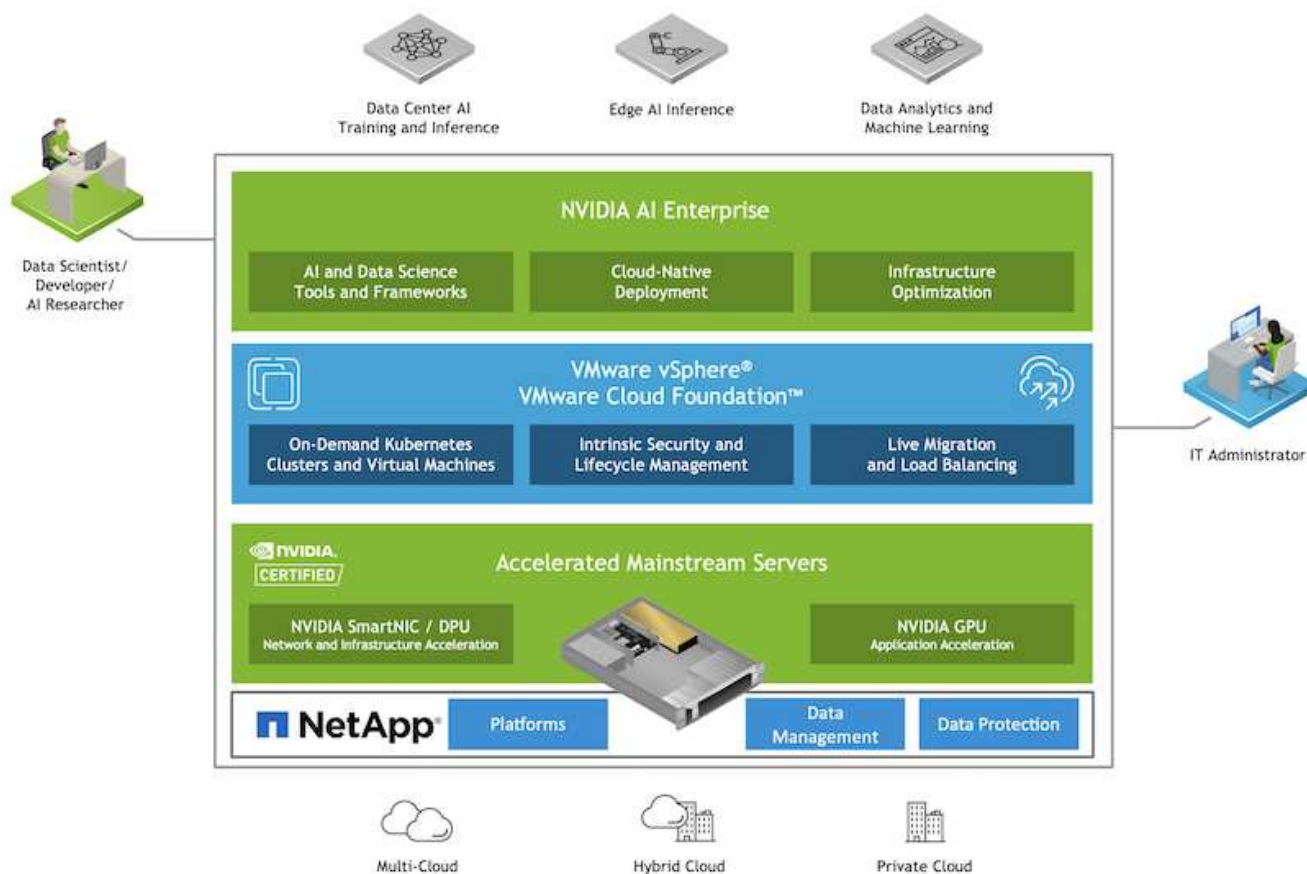 Data Center AI
Training and Inference
Edge AI Inference
Data Analytics and
Machine Learning
Data Scientist/
Developer/
AI Researcher
NVIDIA AI Enterprise
AI and Data Science
Tools and Frameworks
Cloud-Native
Deployment
Infrastructure
Optimization
VMware vSphere®
VMware Cloud Foundation™
On-Demand Kubernetes
Clusters and Virtual Machines
Intrinsic Security and
Lifecycle Management
Live Migration
and Load Balancing
IT Administrator
NVIDIA.
CERTIFIED
Accelerated Mainstream Servers
NVIDIA SmartNIC / DPU
Network and Infrastructure Acceleration
NVIDIA GPU
Application Acceleration
NetApp®
Platforms
Data
Management
Data Protection
Multi-Cloud
Hybrid Cloud
Private Cloud